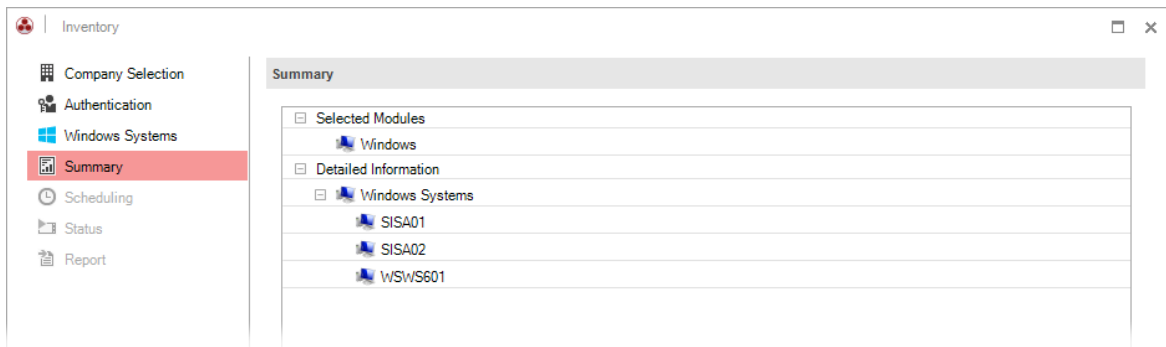 Inventory
Company Selection
Authentication
Windows Systems
Summary
Scheduling
Status
Report
Summary
Selected Modules
Windows
Detailed Information
Windows Systems
SISA01
SISA02
WSWS601